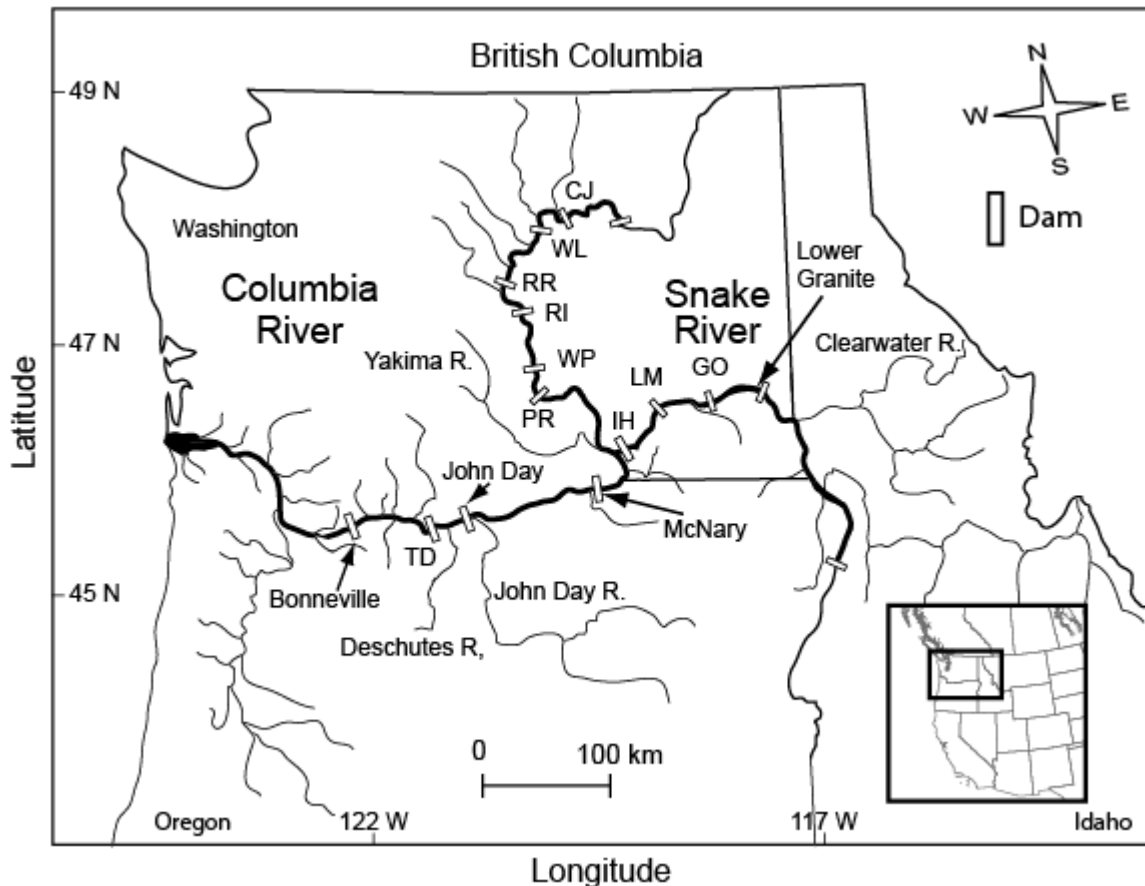 British Columbia
49 N
N
W
E
S
CJ
Dam
Washington
WL
Lower
Granite
Columbia
River
RR
RI
Snake
River
47 N
Yakima R.
WP
LM
GO
Clearwater R.
PR
IH
Latitude
John Day
McNary
TD
45 N
Bonneville
John Day R.
Deschutes R,
0
100 km
Oregon
122 W
117 W
Idaho
Longitude